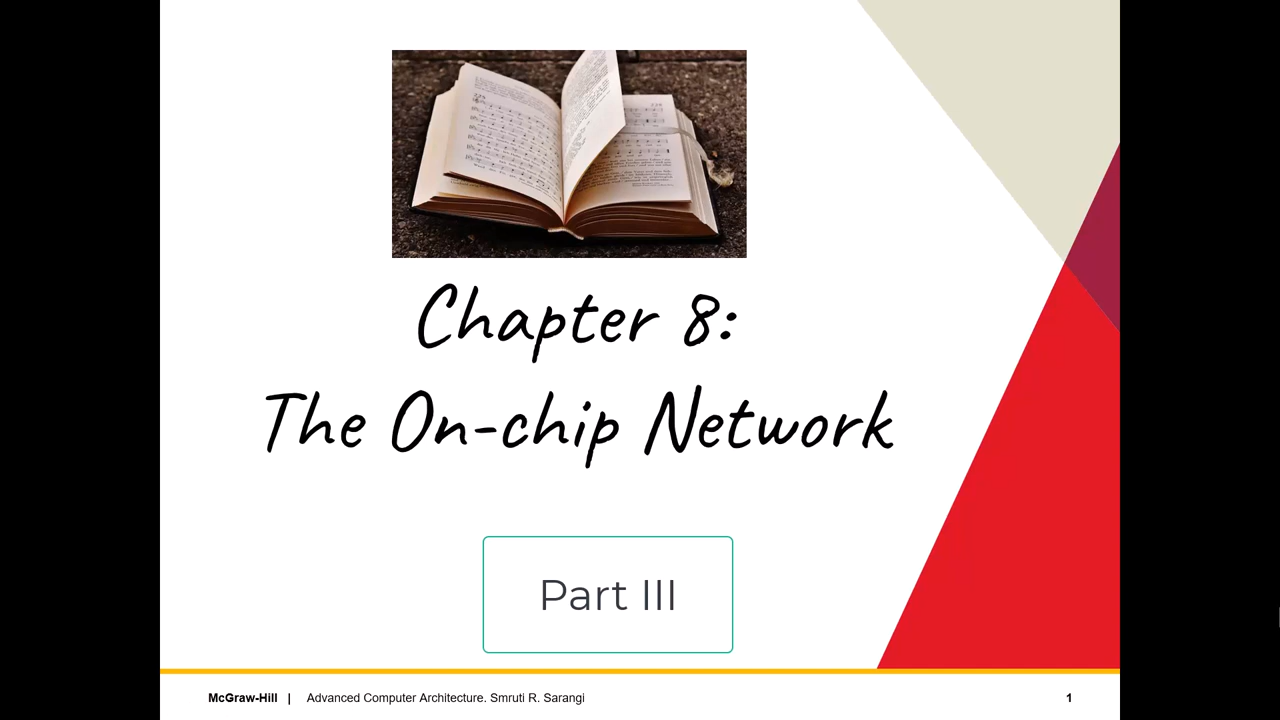 Chapter 8:
The On-chip Network
Part III
McGraw-Hill | Advanced Computer Architecture. Smruti R. Sarangi 1